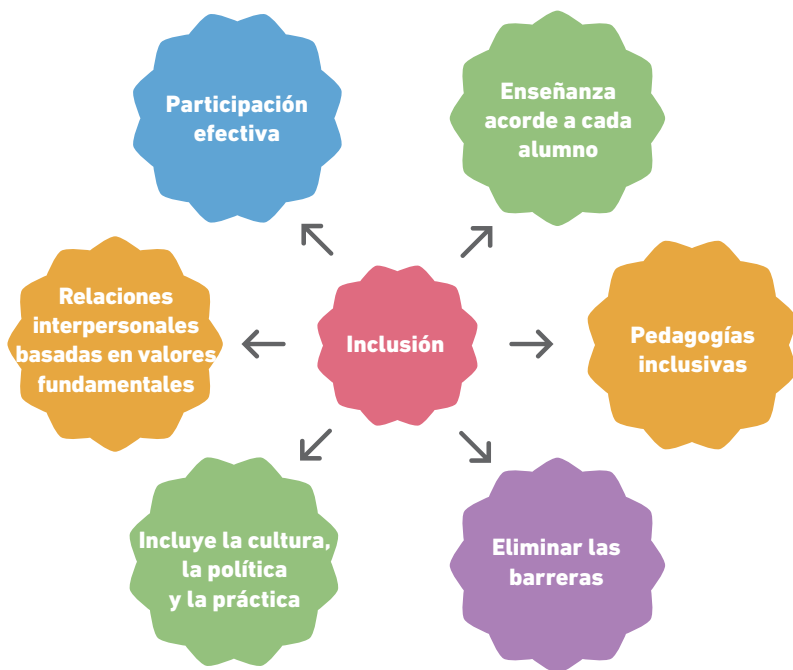 Participación
efectiva
Enseñanza
acorde a cada
alumno
Relaciones
interpersonales
basadas en valores
fundamentales
Inclusión
Pedagogías
inclusivas
Incluye la cultura,
la política
y la práctica
Eliminar las
barreras